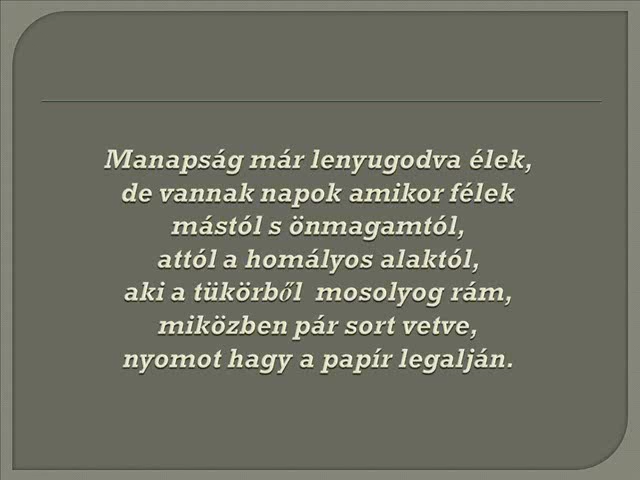 Manapság már lenyugodva élek,
de vannak napok amikor félek
mástól s önmagamtól,
attól a homályos alaktól,
aki a tükörből  mosolyog rám,
miközben pár sort vetve,
nyomot hagy a papír legalján.